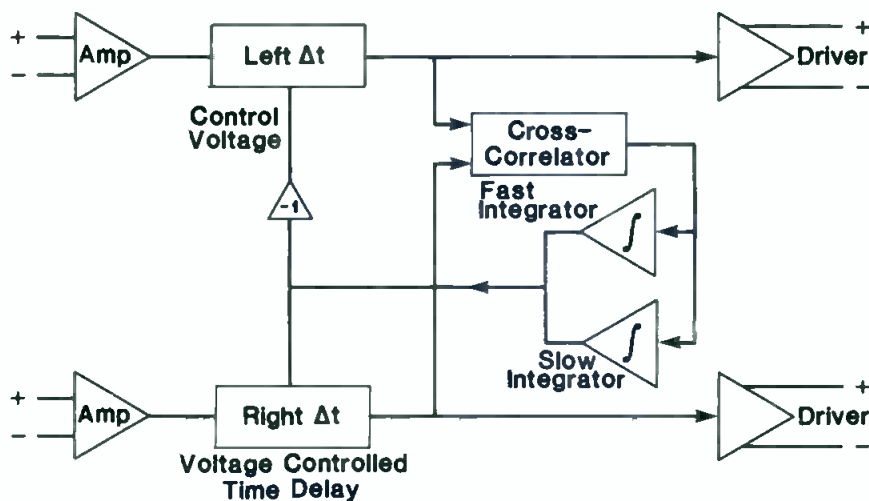 +
−
Amp
Left Δt
Driver
+
−
Control
Voltage
Cross-
Correlator
-1
Fast
Integrator
∫
∫
Slow
Integrator
+
−
Amp
Right Δt
Driver
+
−
Voltage Controlled
Time Delay